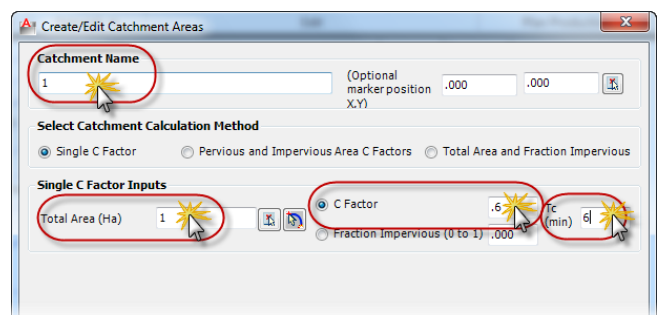 Create/Edit Catchment Areas
Catchment Name
1
(Optional
marker position
X,Y)
.000
.000
Select Catchment Calculation Method
Single C Factor
Pervious and Impervious Area C Factors
Total Area and Fraction Impervious
Single C Factor Inputs
Total Area (Ha)
1
C Factor
.6
Tc
(min)
6
Fraction Impervious (0 to 1)
.000